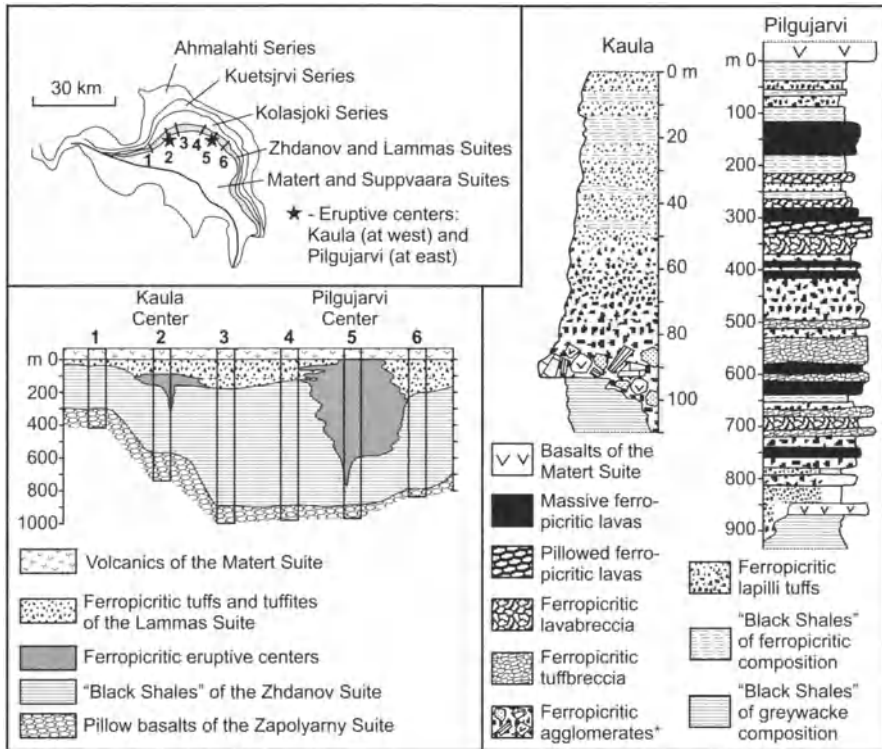 Ahmalahti Series
Kuetsjrvi Series
30 km
Kolasjoki Series
1
2
3
4
5
6
Zhdanov and Lammas Suites
Matert and Suppvaara Suites
★ - Eruptive centers:
Kaula (at west) and
Pilgujarvi (at east)
Kaula
Center
Pilgujarvi
Center
1
2
3
4
5
6
m 0
200
400
600
800
1000
Volcanics of the Matert Suite
Ferropicritic tuffs and tuffites
of the Lammas Suite
Ferropicritic eruptive centers
"Black Shales" of the Zhdanov Suite
Pillow basalts of the Zapolyarny Suite
Kaula
0 m
20
40
60
80
100
Pilgujarvi
m 0
100
200
300
400
500
600
700
800
900
Basalts of the
Matert Suite
Massive ferro-
picritic lavas
Pillowed ferro-
picritic lavas
Ferropicritic
lavabreccia
Ferropicritic
tuffbreccia
Ferropicritic
agglomerates⁺
Ferropicritic
lapilli tuffs
"Black Shales"
of ferropicritic
composition
"Black Shales"
of greywacke
composition